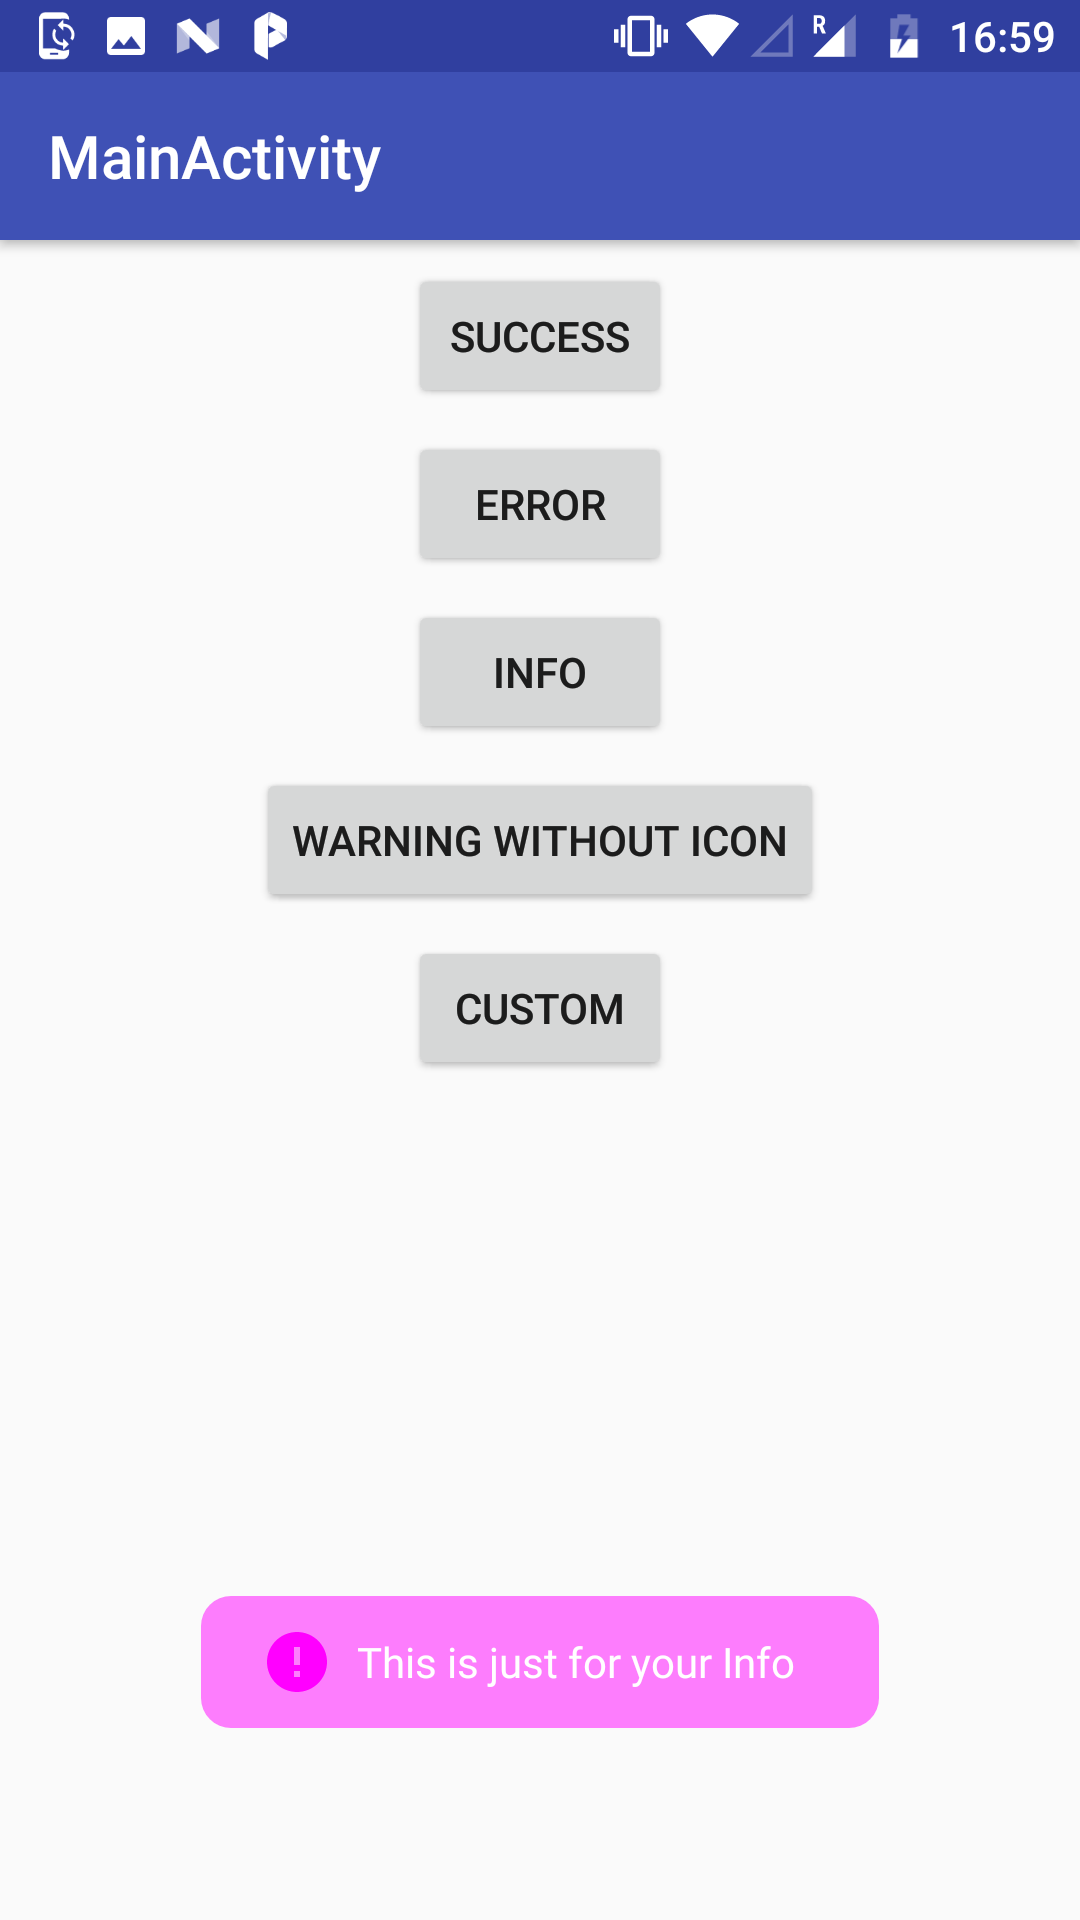 R
16:59
MainActivity
SUCCESS
ERROR
INFO
WARNING WITHOUT ICON
CUSTOM
! This is just for your Info